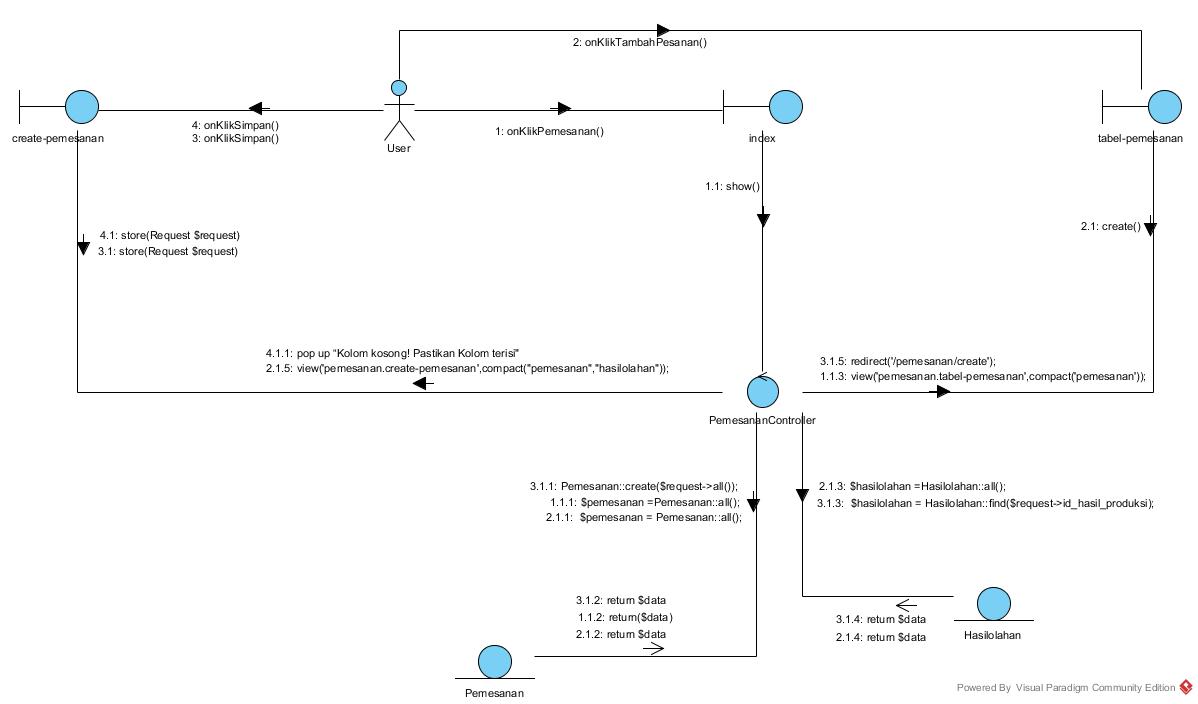 2: onKlikTambahPesanan()
4: onKlikSimpan()
3: onKlikSimpan()
1: onKlikPemesanan()
create-pemesanan
User
index
tabel-pemesanan
1.1: show()
2.1: create()
4.1: store(Request $request)
3.1: store(Request $request)
4.1.1: pop up “Kolom kosong! Pastikan Kolom terisi"
2.1.5: view('pemesanan.create-pemesanan',compact("pemesanan","hasilolahan"));
3.1.5: redirect('/pemesanan/create');
1.1.3: view('pemesanan.tabel-pemesanan',compact('pemesanan'));
PemesananController
3.1.1: Pemesanan::create($request->all());
1.1.1: $pemesanan =Pemesanan::all();
2.1.1: $pemesanan = Pemesanan::all();
2.1.3: $hasilolahan =Hasilolahan::all();
3.1.3: $hasilolahan = Hasilolahan::find($request->id_hasil_produksi);
3.1.2: return $data
1.1.2: return($data)
2.1.2: return $data
3.1.4: return $data
2.1.4: return $data
Hasilolahan
Pemesanan
Powered By Visual Paradigm Community Edition